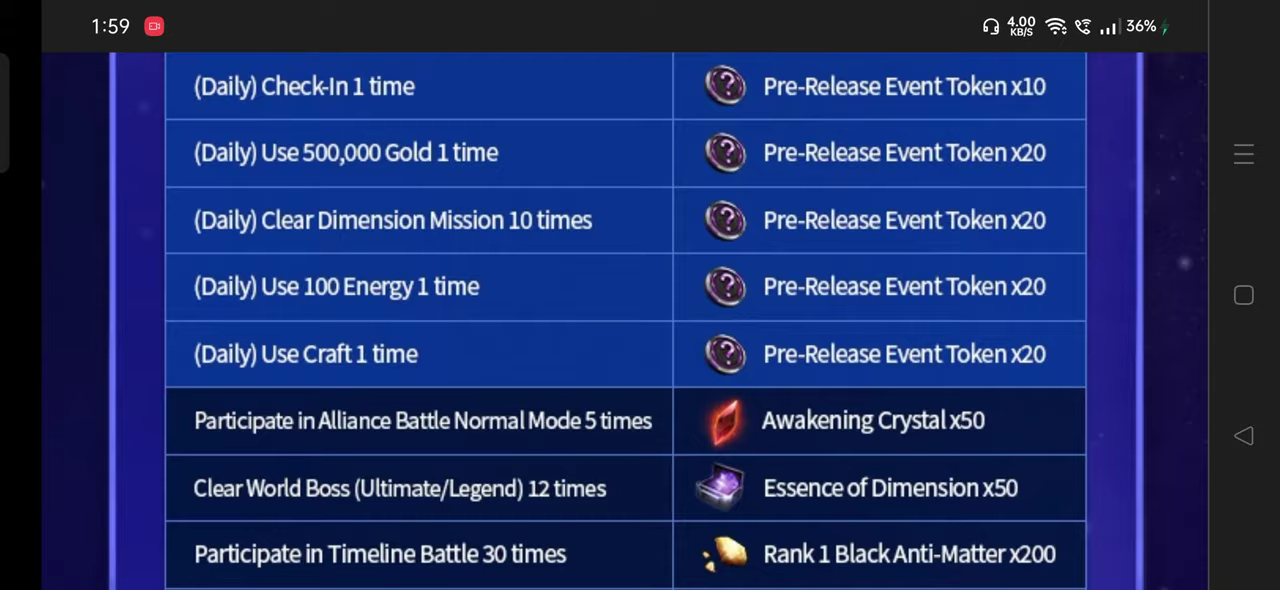 1:59 4.00 KB/S 36%
(Daily) Check-In 1 time Pre-Release Event Token x10
(Daily) Use 500,000 Gold 1 time Pre-Release Event Token x20
(Daily) Clear Dimension Mission 10 times Pre-Release Event Token x20
(Daily) Use 100 Energy 1 time Pre-Release Event Token x20
(Daily) Use Craft 1 time Pre-Release Event Token x20
Participate in Alliance Battle Normal Mode 5 times Awakening Crystal x50
Clear World Boss (Ultimate/Legend) 12 times Essence of Dimension x50
Participate in Timeline Battle 30 times Rank 1 Black Anti-Matter x200